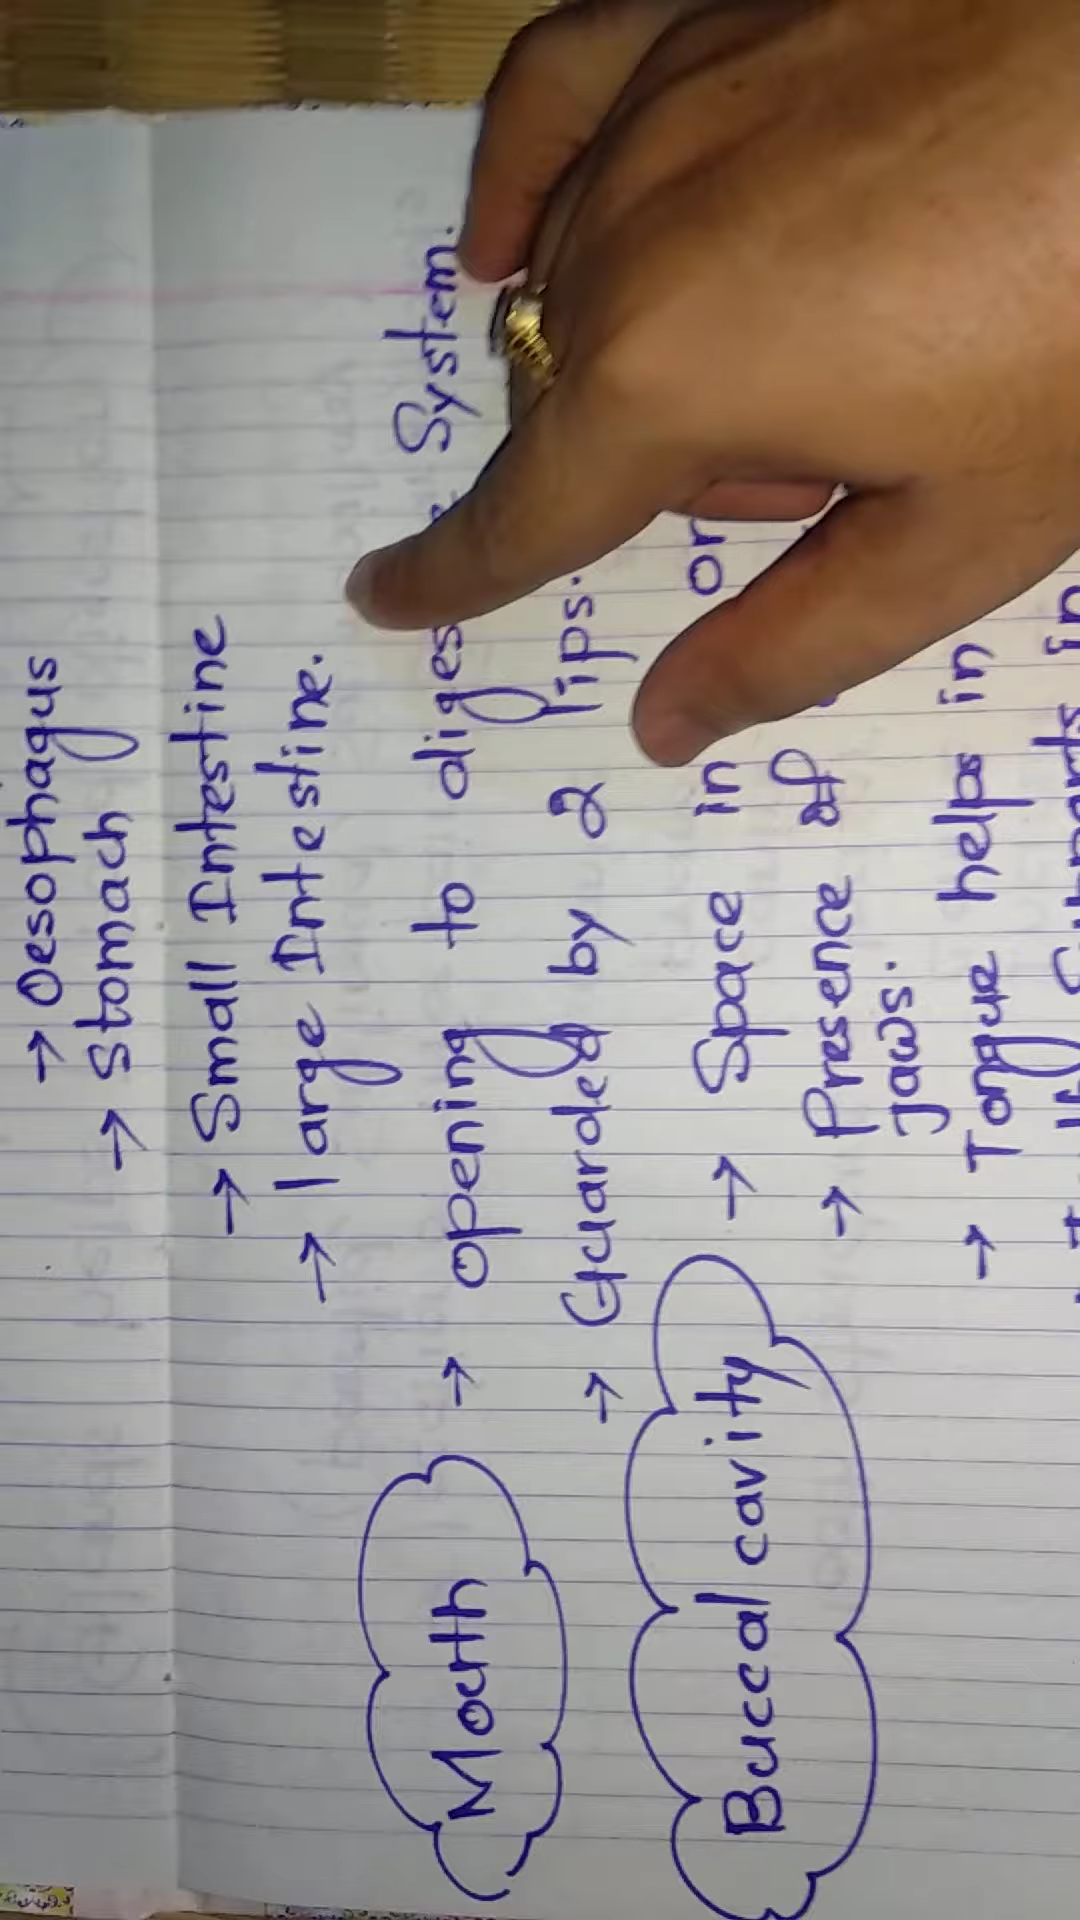 → Oesophagus
→ Stomach
→ Small Intestine
→ large Intestine.
Mouth → opening to System.
→ Guarded by 2 lips.
Buccal cavity → Space in
→ Presence of
Jaws.
→ Tongue helps in